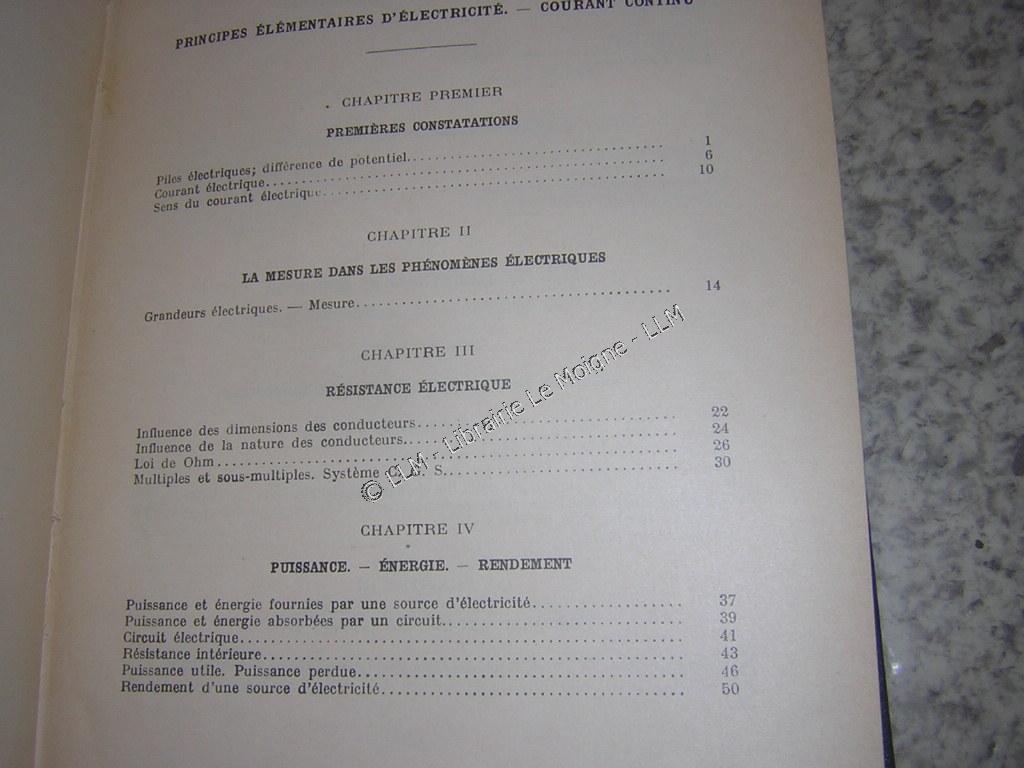 PRINCIPES ÉLÉMENTAIRES D'ÉLECTRICITÉ. — COURANT CONTINU
CHAPITRE PREMIER
PREMIÈRES CONSTATATIONS
Piles électriques; différence de potentiel 1
Courant électrique 6
Sens du courant électrique 10
CHAPITRE II
LA MESURE DANS LES PHÉNOMÈNES ÉLECTRIQUES
Grandeurs électriques. — Mesure 14
CHAPITRE III
RÉSISTANCE ÉLECTRIQUE
Influence des dimensions des conducteurs 22
Influence de la nature des conducteurs 24
Loi de Ohm 26
Multiples et sous-multiples. Système C. G. S. 30
CHAPITRE IV
PUISSANCE. — ÉNERGIE. — RENDEMENT
Puissance et énergie fournies par une source d'électricité 37
Puissance et énergie absorbées par un circuit 39
Circuit électrique 41
Résistance intérieure 43
Puissance utile. Puissance perdue 46
Rendement d'une source d'électricité 50
© LLM - Librairie Le Moigne - LLM